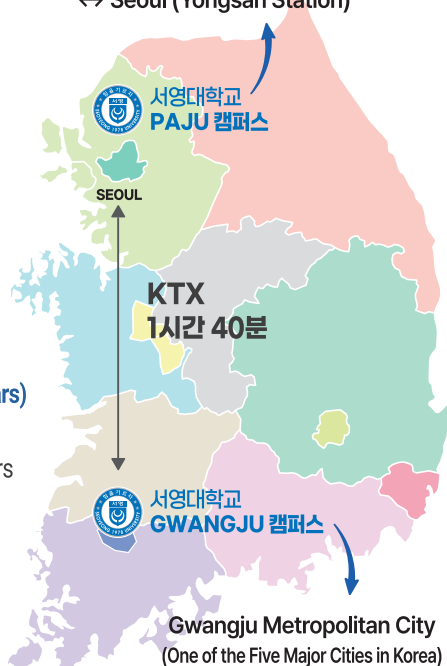 ↔ Seoul (Yongsan Station)
서영대학교
PAJU 캠퍼스
SEOUL
KTX
1시간 40분
ars)
rs
서영대학교
GWANGJU 캠퍼스
Gwangju Metropolitan City
(One of the Five Major Cities in Korea)